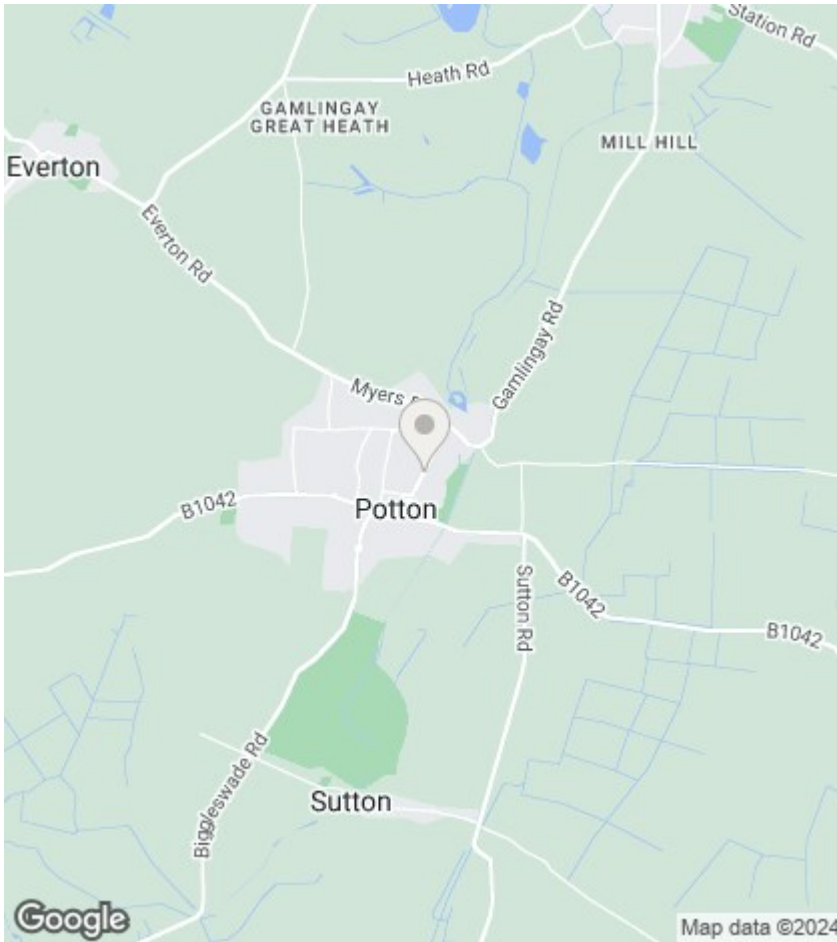 Station Rd
Heath Rd
GAMLINGAY
GREAT HEATH
MILL HILL
Everton
Everton Rd
Gamlingay Rd
Myers
B1042
Potton
Sutton Rd
B1042
B1042
Biggleswade Rd
Sutton
Google
Map data ©2024